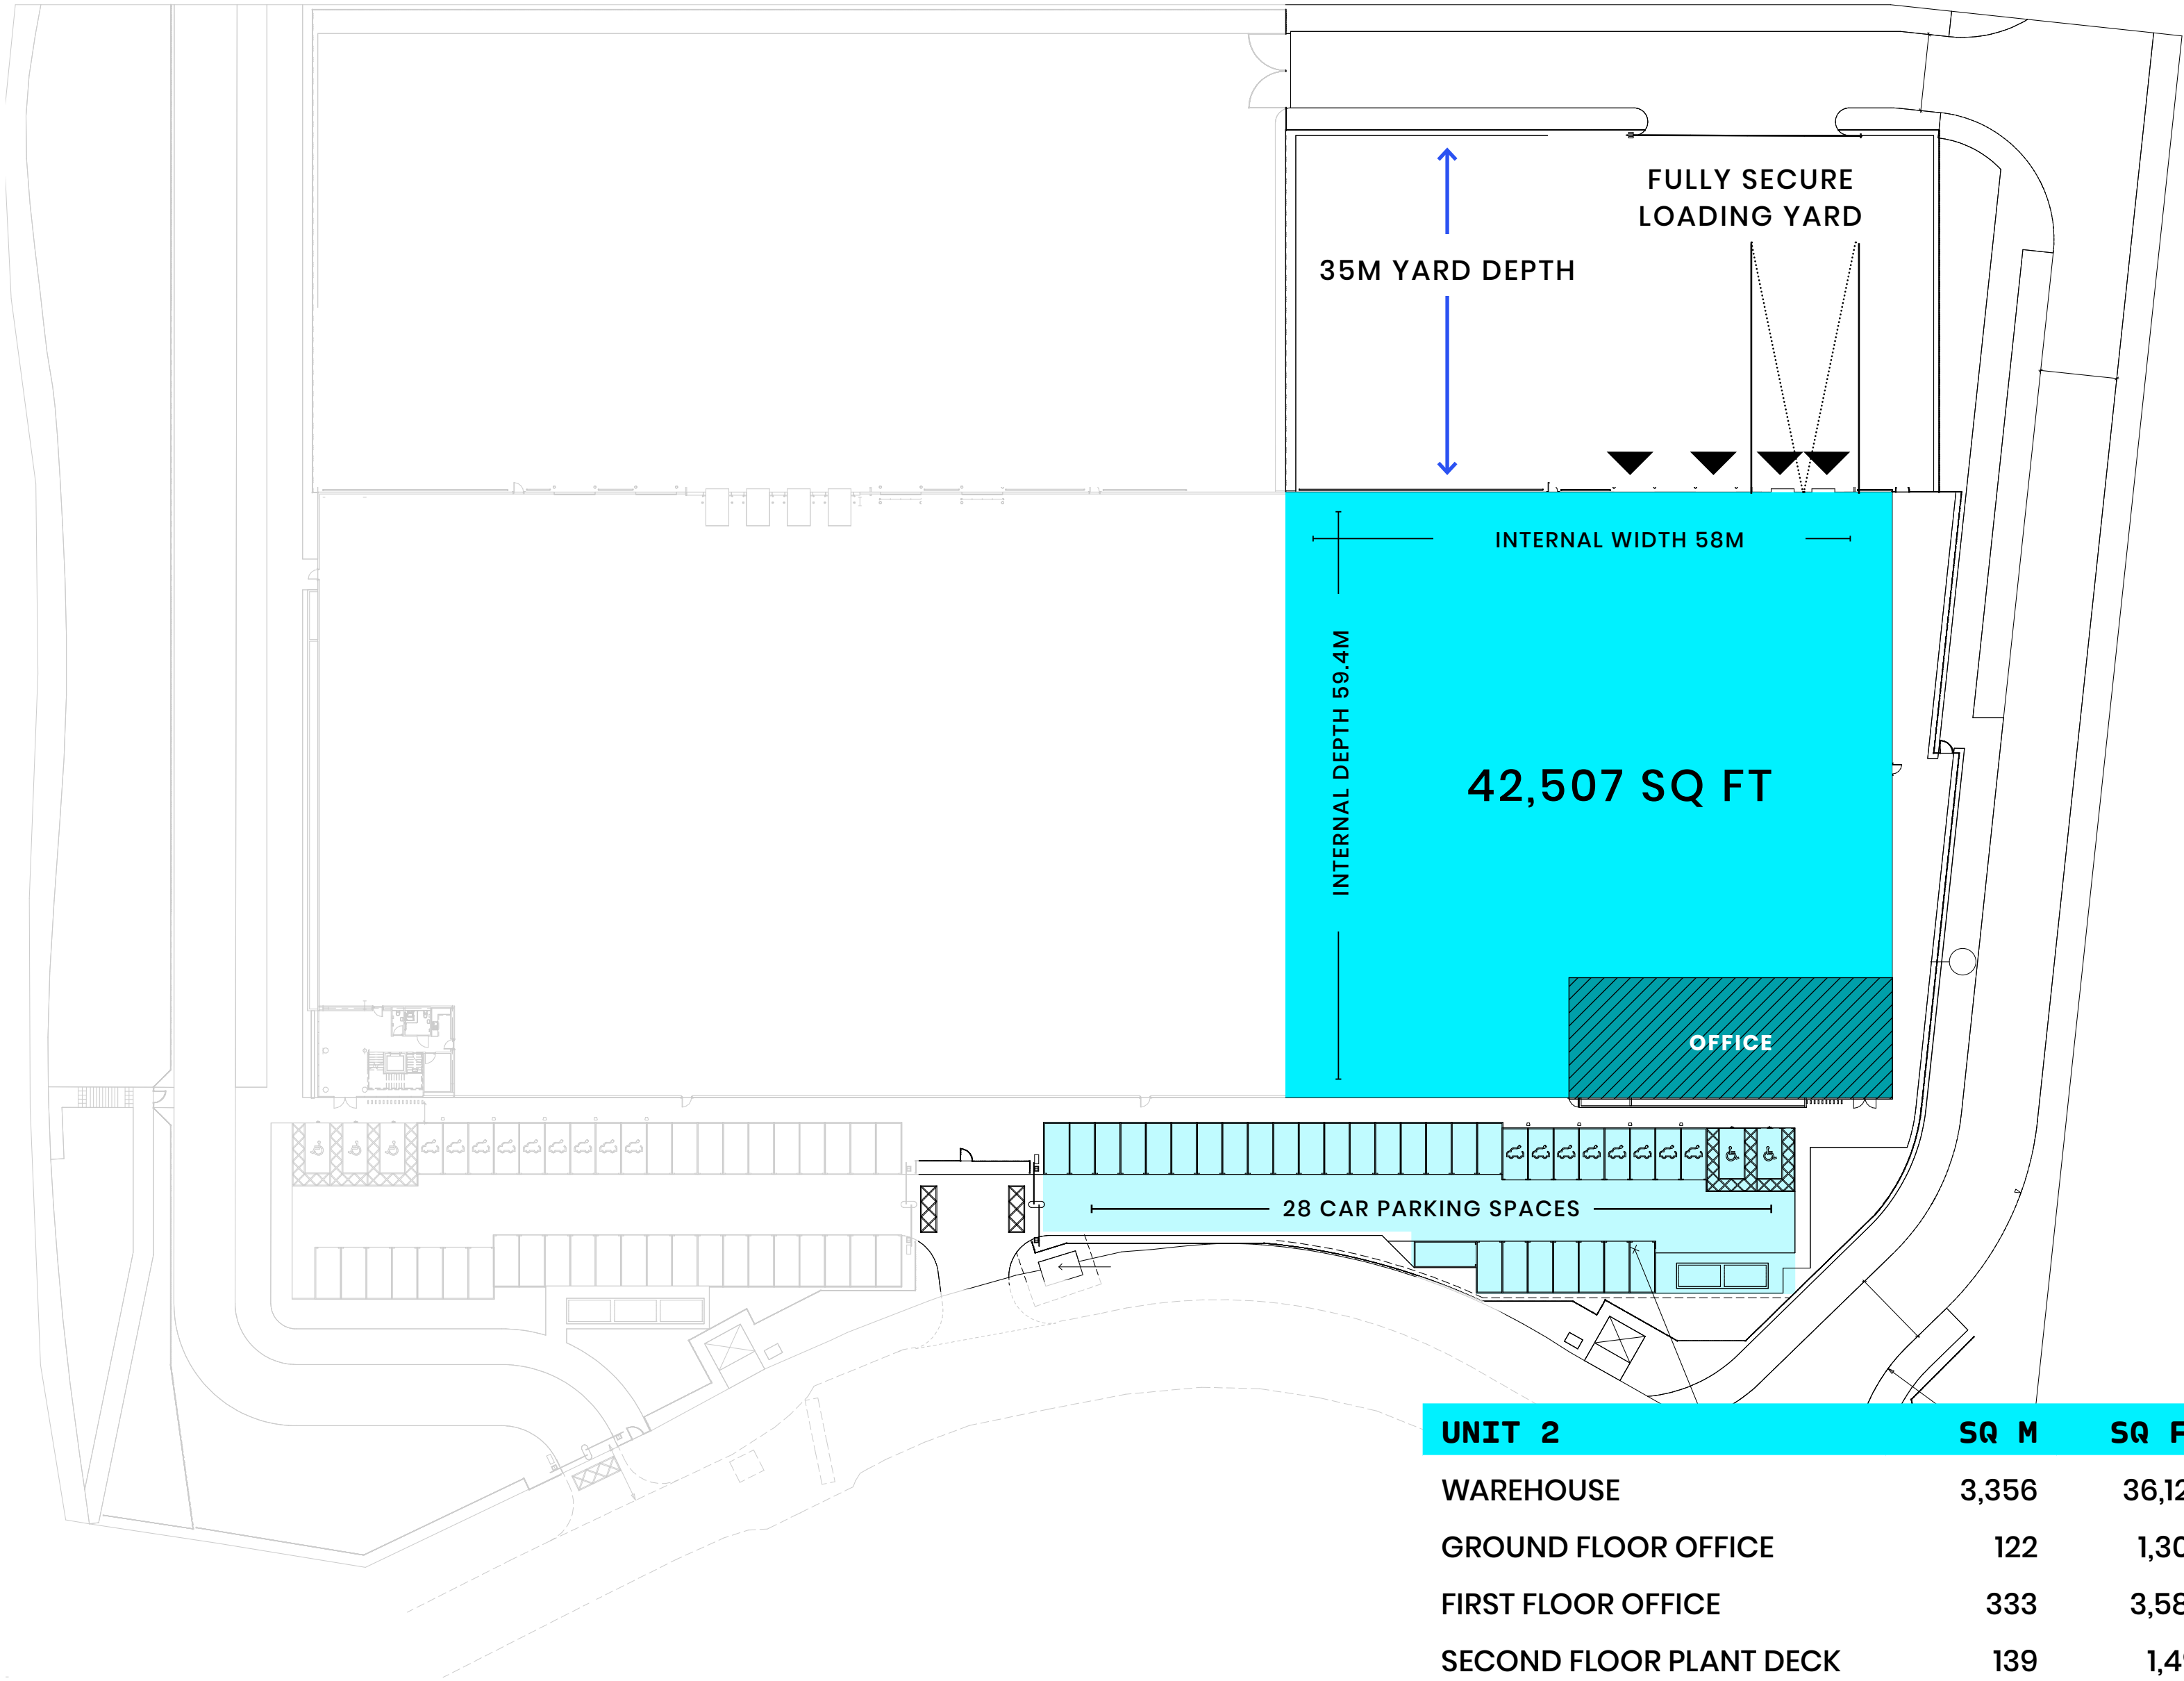 FULLY SECURE
LOADING YARD
35M YARD DEPTH
INTERNAL WIDTH 58M
INTERNAL DEPTH 59.4M
42,507 SQ FT
OFFICE
28 CAR PARKING SPACES
UNIT 2 SQ M SQ
WAREHOUSE 3,356
GROUND FLOOR OFFICE 122
FIRST FLOOR OFFICE 333
SECOND FLOOR PLANT DECK 139